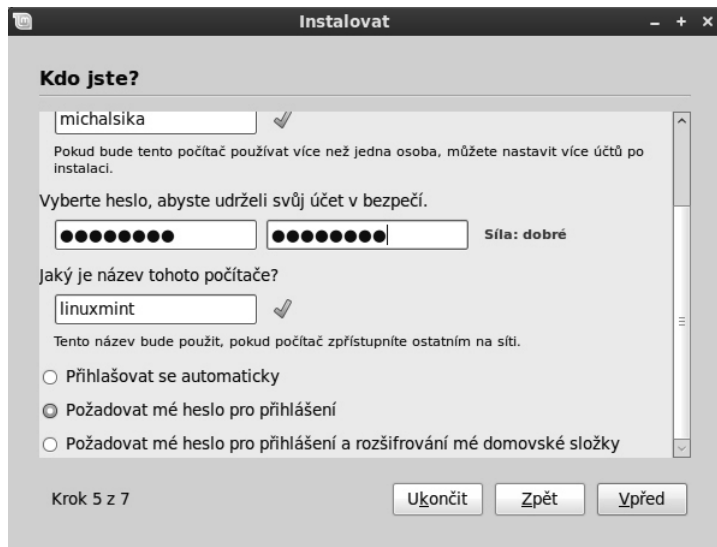 Instalovat
Kdo jste?
michalsika
Pokud bude tento počítač používat více než jedna osoba, můžete nastavit více účtů po
instalaci.
Vyberte heslo, abyste udrželi svůj účet v bezpečí.
●●●●●●●● ●●●●●●●● Síla: dobré
Jaký je název tohoto počítače?
linuxmint
Tento název bude použit, pokud počítač zpřístupníte ostatním na síti.
Přihlašovat se automaticky
Požadovat mé heslo pro přihlášení
Požadovat mé heslo pro přihlášení a rozšifrování mé domovské složky
Krok 5 z 7 Ukončit Zpět Vpřed